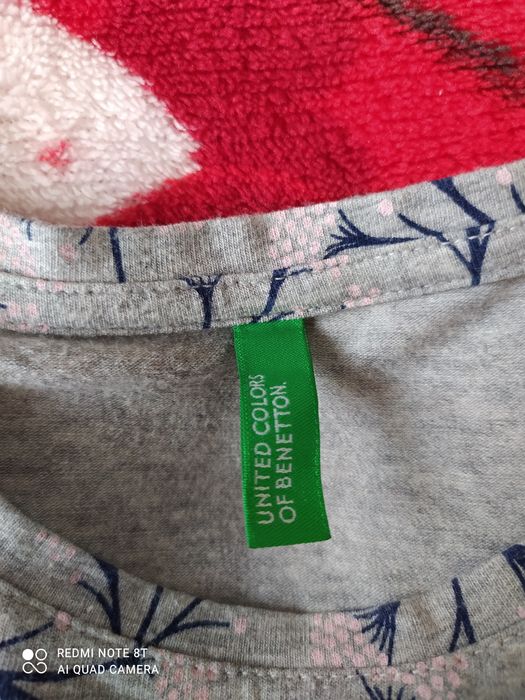 UNITED COLORS
OF BENETTON.
REDMI NOTE 8T
AI QUAD CAMERA